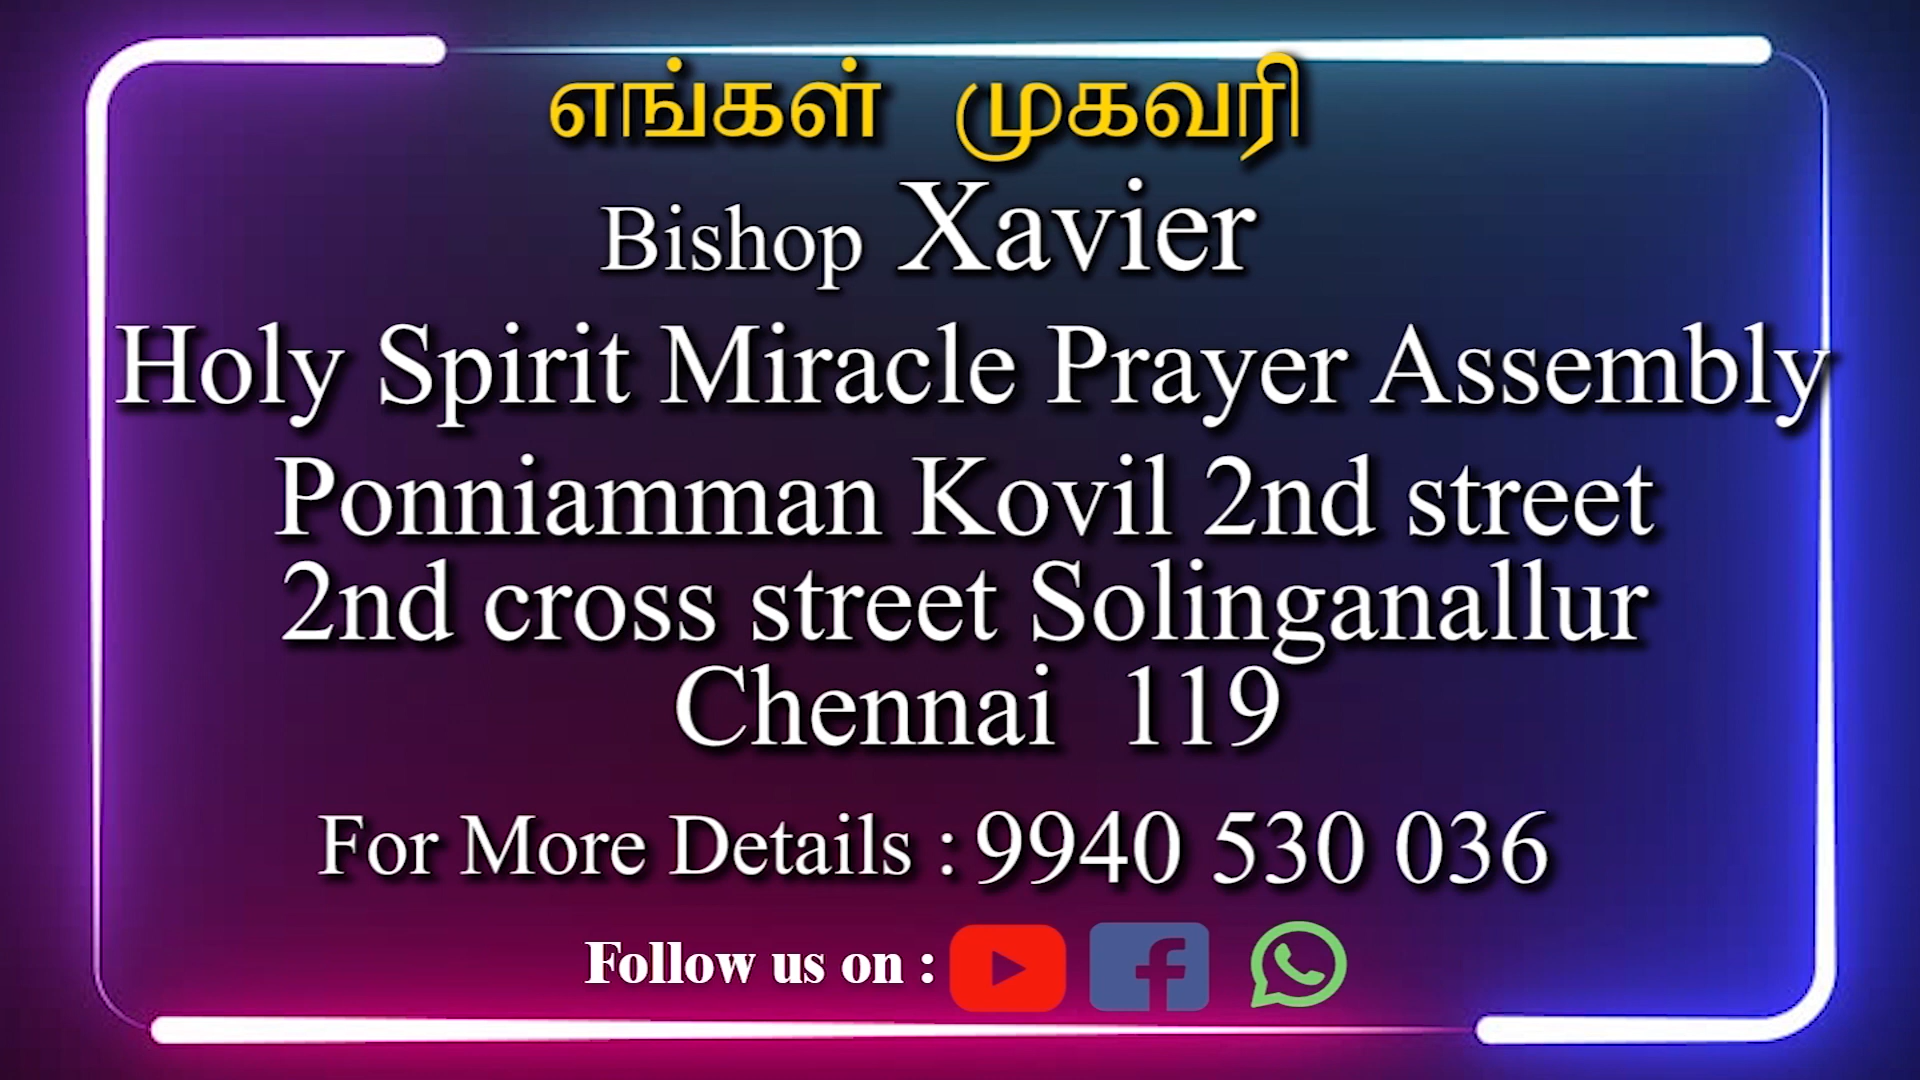 எங்கள் முகவரி
Bishop Xavier
Holy Spirit Miracle Prayer Assembly
Ponniamman Kovil 2nd street
2nd cross street Solinganallur
Chennai 119
For More Details : 9940 530 036
Follow us on :